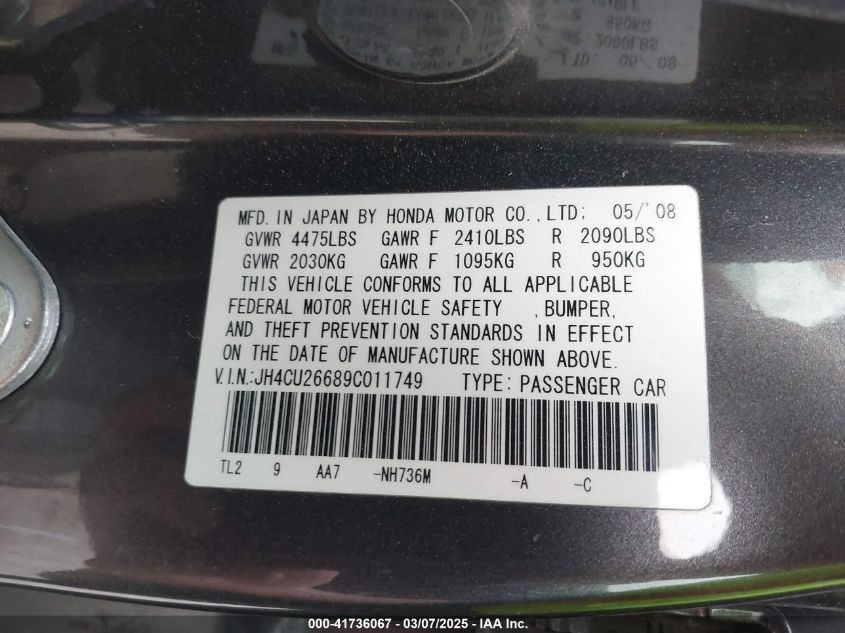 MFD. IN JAPAN BY HONDA MOTOR CO.,LTD; 05/'08
GVWR 4475LBS GAWR F 2410LBS R 2090LBS
GVWR 2030KG GAWR F 1095KG R 950KG
THIS VEHICLE CONFORMS TO ALL APPLICABLE
FEDERAL MOTOR VEHICLE SAFETY , BUMPER,
AND THEFT PREVENTION STANDARDS IN EFFECT
ON THE DATE OF MANUFACTURE SHOWN ABOVE.
V.I.N.:JH4CU26689C011749 TYPE: PASSENGER CAR
TL2 9 AA7 -NH736M -A -C
000-41736067 - 03/07/2025 - IAA Inc.